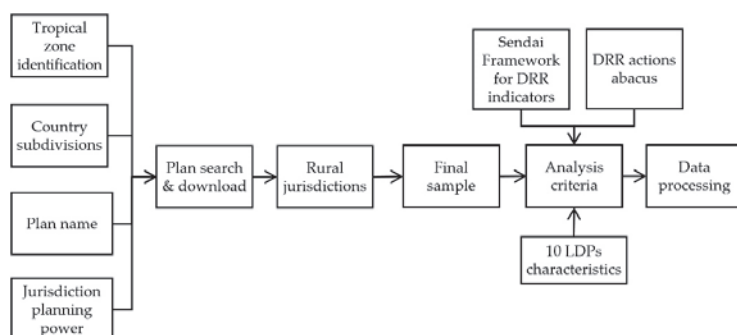 Tropical
zone
identification
Country
subdivisions
Plan name
Jurisdiction
planning
power
Plan search
& download
Rural
jurisdictions
Final
sample
Sendai
Framework
for DRR
indicators
DRR actions
abacus
Analysis
criteria
10 LDPs
characteristics
Data
processing